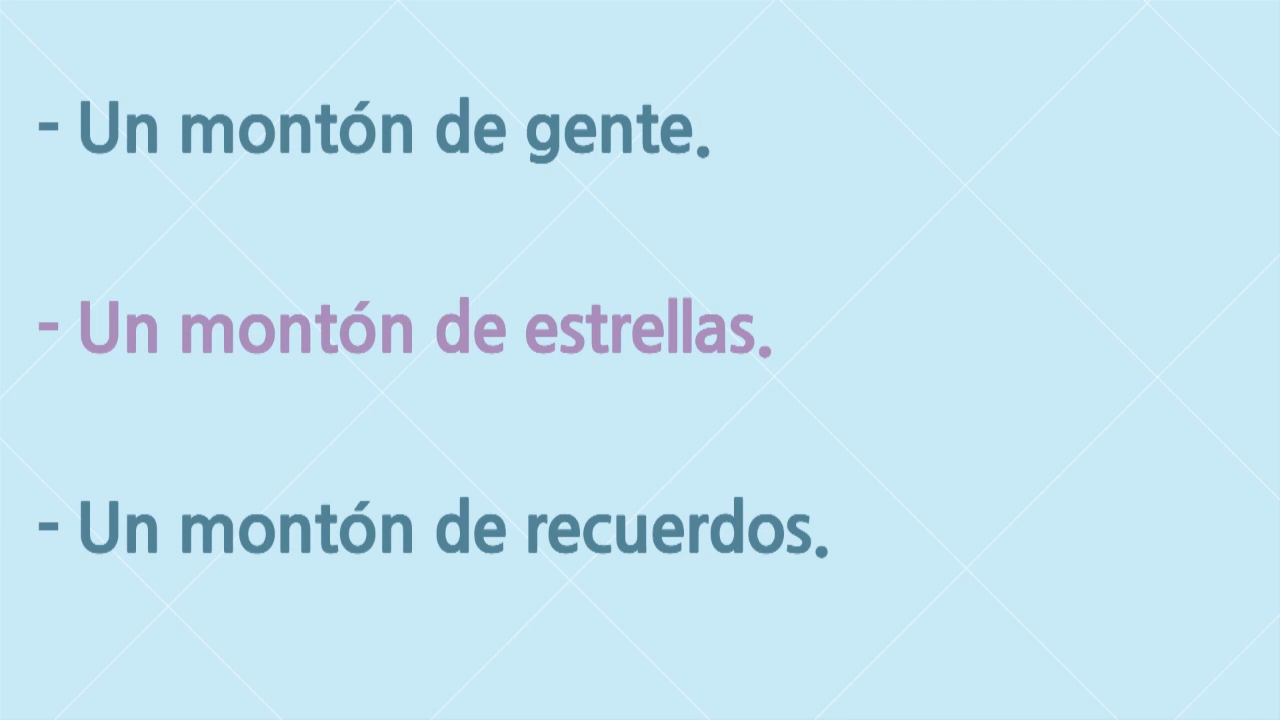 - Un montón de gente.
- Un montón de estrellas.
- Un montón de recuerdos.